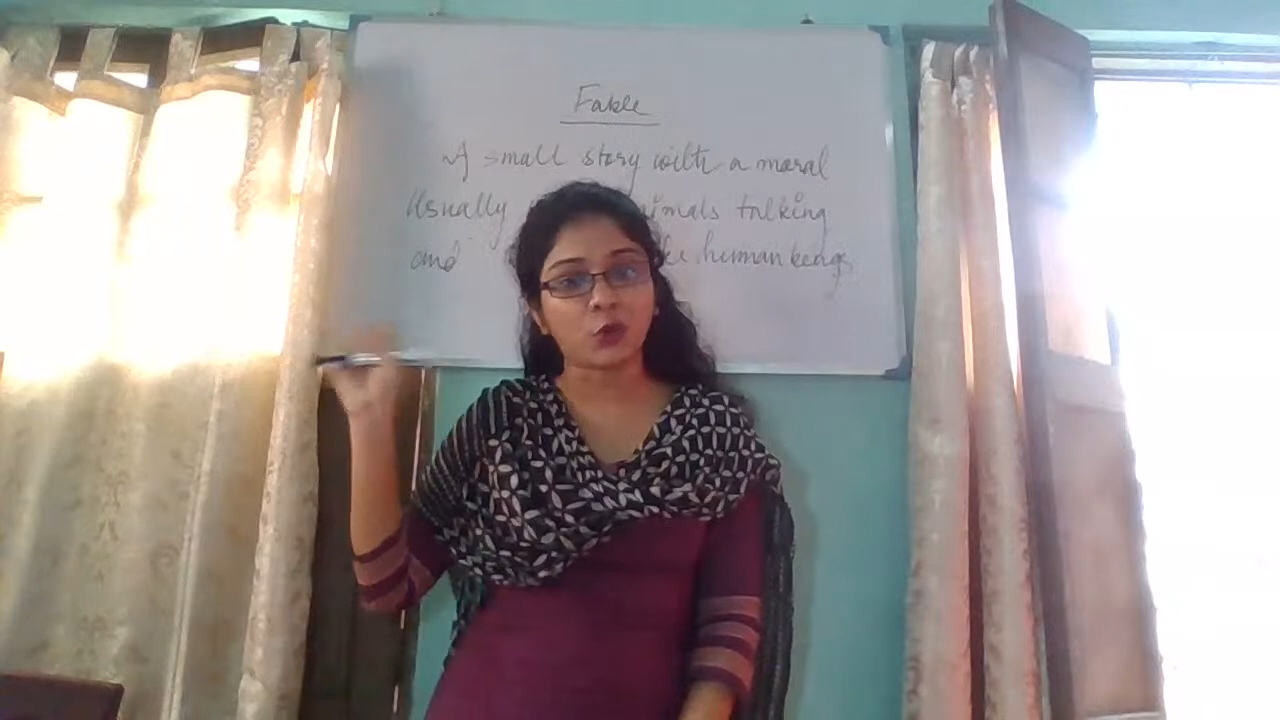 Fable
A small story with a moral
Usually animals talking
and human beings